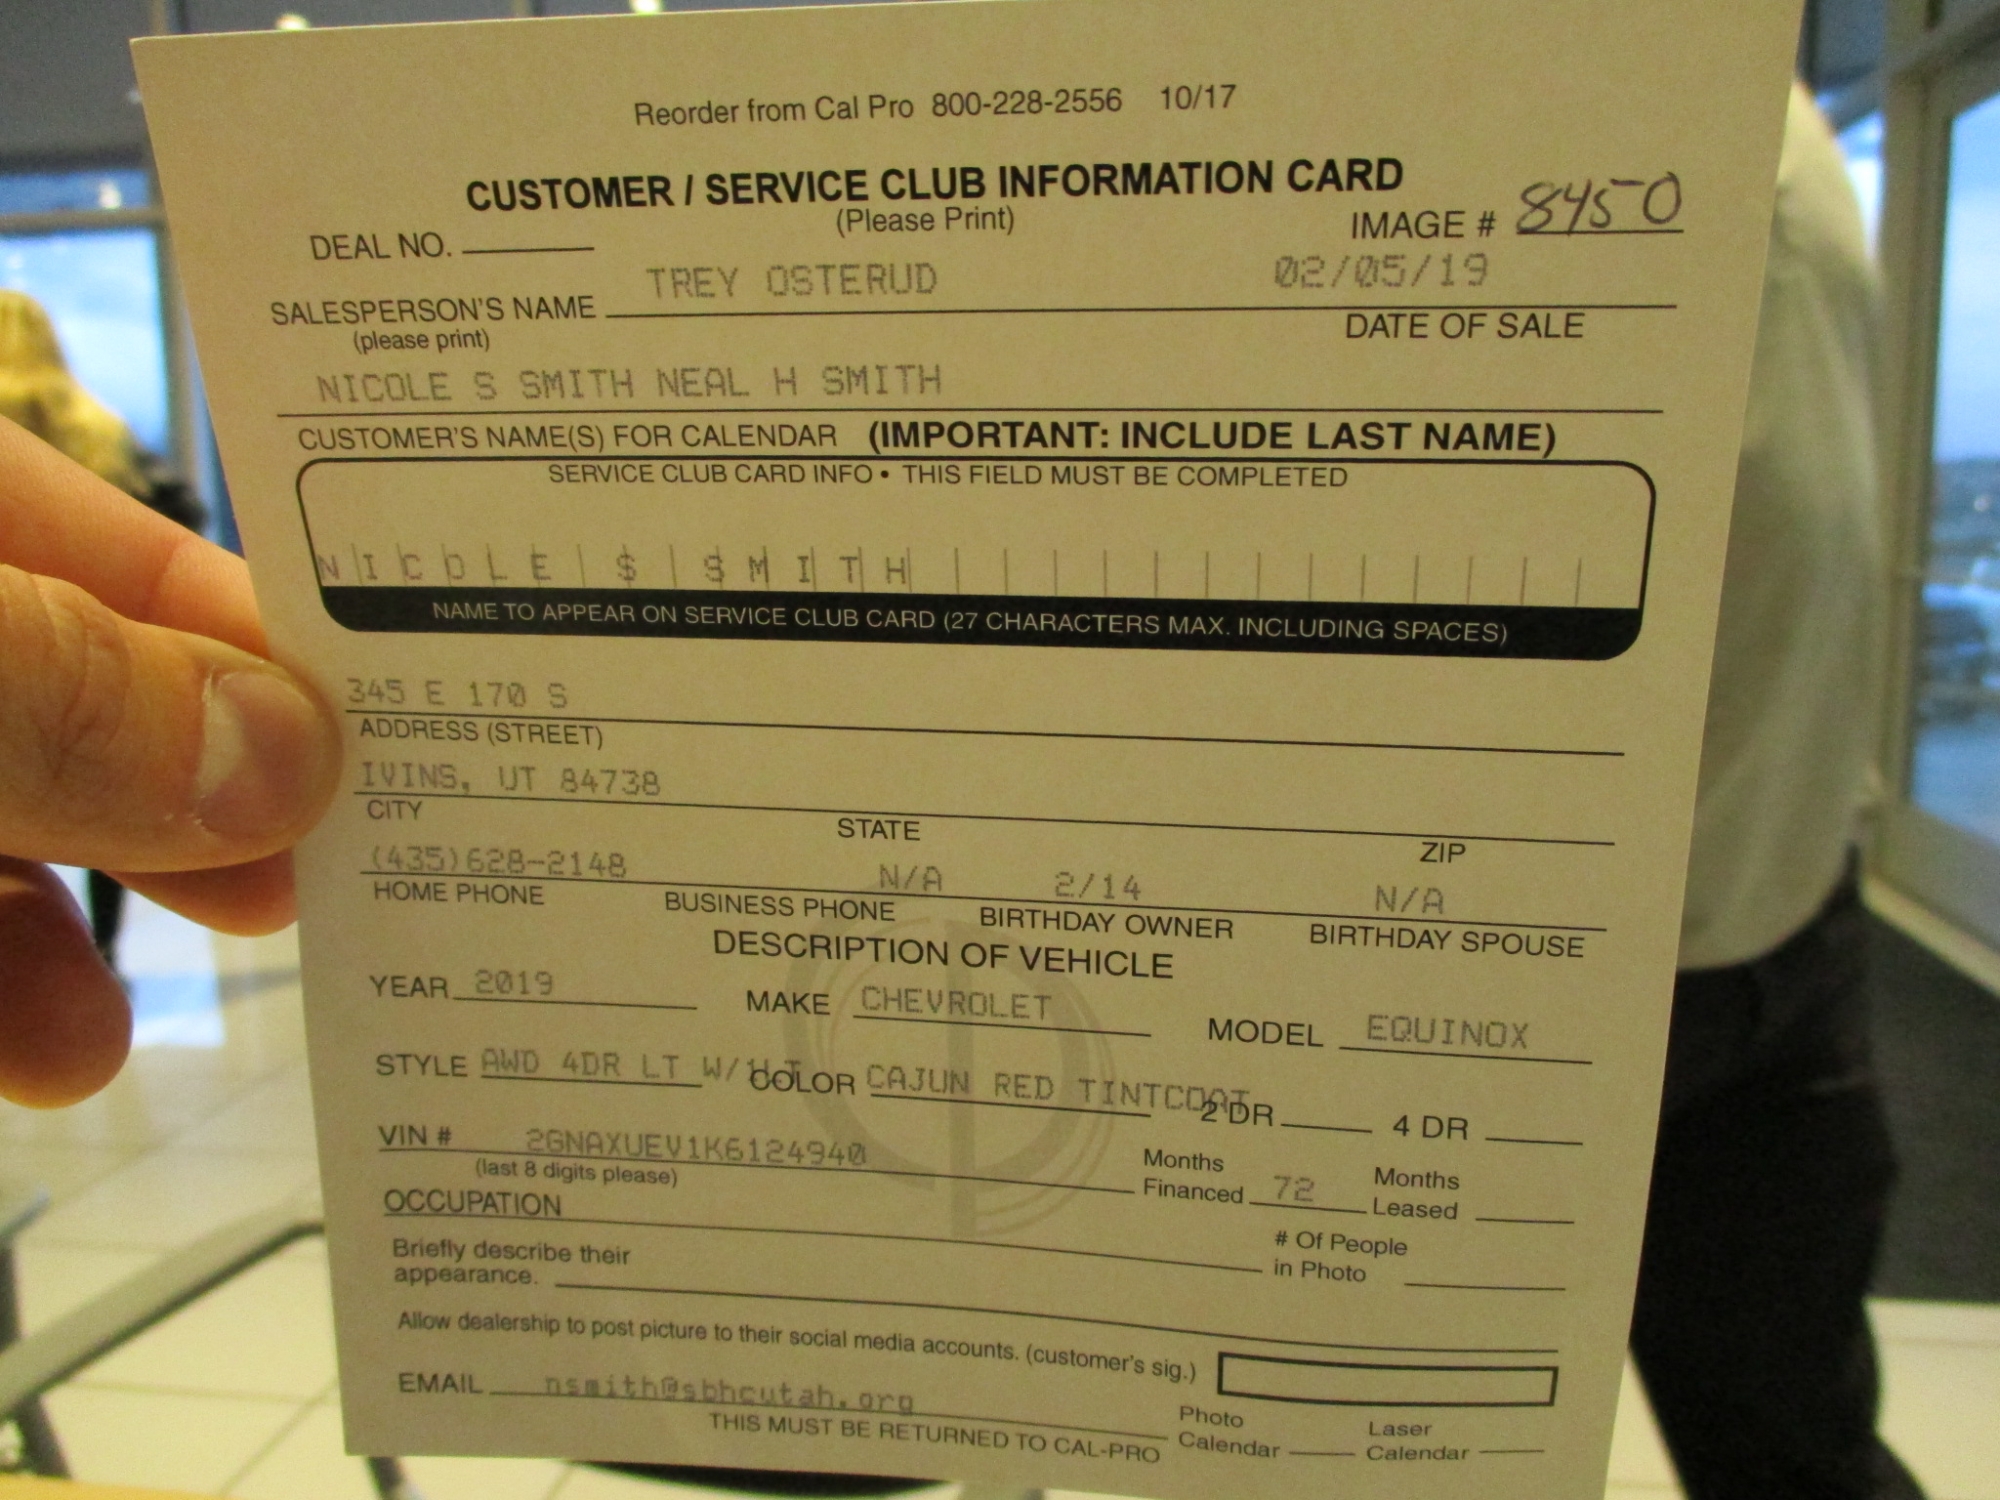 Reorder from Cal Pro 800-228-2556 10/17
CUSTOMER / SERVICE CLUB INFORMATION CARD
(Please Print)
DEAL NO. IMAGE # 8450
TREY OSTERUD 02/05/19
SALESPERSON'S NAME
(please print) DATE OF SALE
NICOLE S SMITH NEAL H SMITH
CUSTOMER'S NAME(S) FOR CALENDAR (IMPORTANT: INCLUDE LAST NAME)
SERVICE CLUB CARD INFO • THIS FIELD MUST BE COMPLETED
NICOLE S SMITH
NAME TO APPEAR ON SERVICE CLUB CARD (27 CHARACTERS MAX. INCLUDING SPACES)
345 E 170 S
ADDRESS (STREET)
IVINS, UT 84738
CITY STATE ZIP
(435)628-2148 N/A 2/14 N/A
HOME PHONE BUSINESS PHONE BIRTHDAY OWNER BIRTHDAY SPOUSE
DESCRIPTION OF VEHICLE
YEAR 2019 MAKE CHEVROLET MODEL EQUINOX
STYLE AWD 4DR LT W/1LT COLOR CAJUN RED TINTCOAT 2 DR 4 DR
VIN # 2GNAXUEV1K6124940
(last 8 digits please)
Months Financed 72 Months Leased
OCCUPATION
# Of People in Photo
Briefly describe their
appearance.
Allow dealership to post picture to their social media accounts. (customer's sig.)
EMAIL nsmith@sbhcutah.org
THIS MUST BE RETURNED TO CAL-PRO
Photo Calendar Laser Calendar